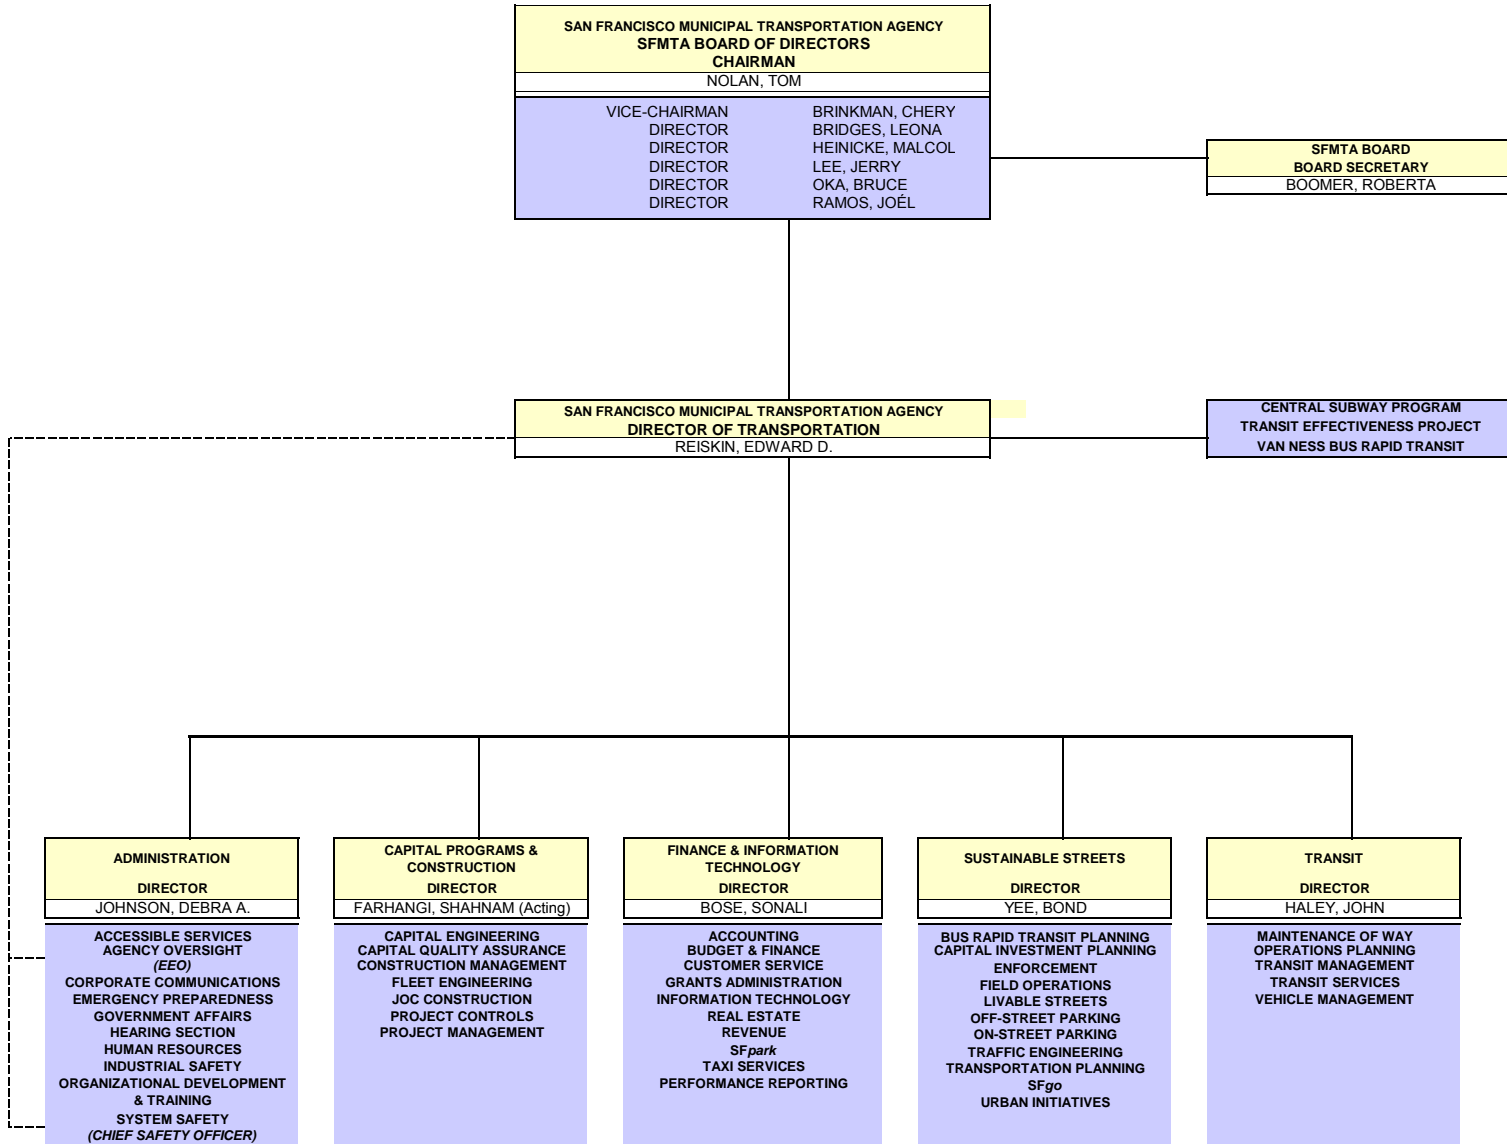 SAN FRANCISCO MUNICIPAL TRANSPORTATION AGENCY
SFMTA BOARD OF DIRECTORS
CHAIRMAN
NOLAN, TOM
VICE-CHAIRMAN BRINKMAN, CHERY
DIRECTOR BRIDGES, LEONA
DIRECTOR HEINICKE, MALCOL
DIRECTOR LEE, JERRY
DIRECTOR OKA, BRUCE
DIRECTOR RAMOS, JOÉL
SFMTA BOARD
BOARD SECRETARY
BOOMER, ROBERTA
SAN FRANCISCO MUNICIPAL TRANSPORTATION AGENCY
DIRECTOR OF TRANSPORTATION
REISKIN, EDWARD D.
CENTRAL SUBWAY PROGRAM
TRANSIT EFFECTIVENESS PROJECT
VAN NESS BUS RAPID TRANSIT
ADMINISTRATION
DIRECTOR
JOHNSON, DEBRA A.
ACCESSIBLE SERVICES
AGENCY OVERSIGHT
(EEO)
CORPORATE COMMUNICATIONS
EMERGENCY PREPAREDNESS
GOVERNMENT AFFAIRS
HEARING SECTION
HUMAN RESOURCES
INDUSTRIAL SAFETY
ORGANIZATIONAL DEVELOPMENT
& TRAINING
SYSTEM SAFETY
(CHIEF SAFETY OFFICER)
CAPITAL PROGRAMS &
CONSTRUCTION
DIRECTOR
FARHANGI, SHAHNAM (Acting)
CAPITAL ENGINEERING
CAPITAL QUALITY ASSURANCE
CONSTRUCTION MANAGEMENT
FLEET ENGINEERING
JOC CONSTRUCTION
PROJECT CONTROLS
PROJECT MANAGEMENT
FINANCE & INFORMATION
TECHNOLOGY
DIRECTOR
BOSE, SONALI
ACCOUNTING
BUDGET & FINANCE
CUSTOMER SERVICE
GRANTS ADMINISTRATION
INFORMATION TECHNOLOGY
REAL ESTATE
REVENUE
SFpark
TAXI SERVICES
PERFORMANCE REPORTING
SUSTAINABLE STREETS
DIRECTOR
YEE, BOND
BUS RAPID TRANSIT PLANNING
CAPITAL INVESTMENT PLANNING
ENFORCEMENT
FIELD OPERATIONS
LIVABLE STREETS
OFF-STREET PARKING
ON-STREET PARKING
TRAFFIC ENGINEERING
TRANSPORTATION PLANNING
SFgo
URBAN INITIATIVES
TRANSIT
DIRECTOR
HALEY, JOHN
MAINTENANCE OF WAY
OPERATIONS PLANNING
TRANSIT MANAGEMENT
TRANSIT SERVICES
VEHICLE MANAGEMENT